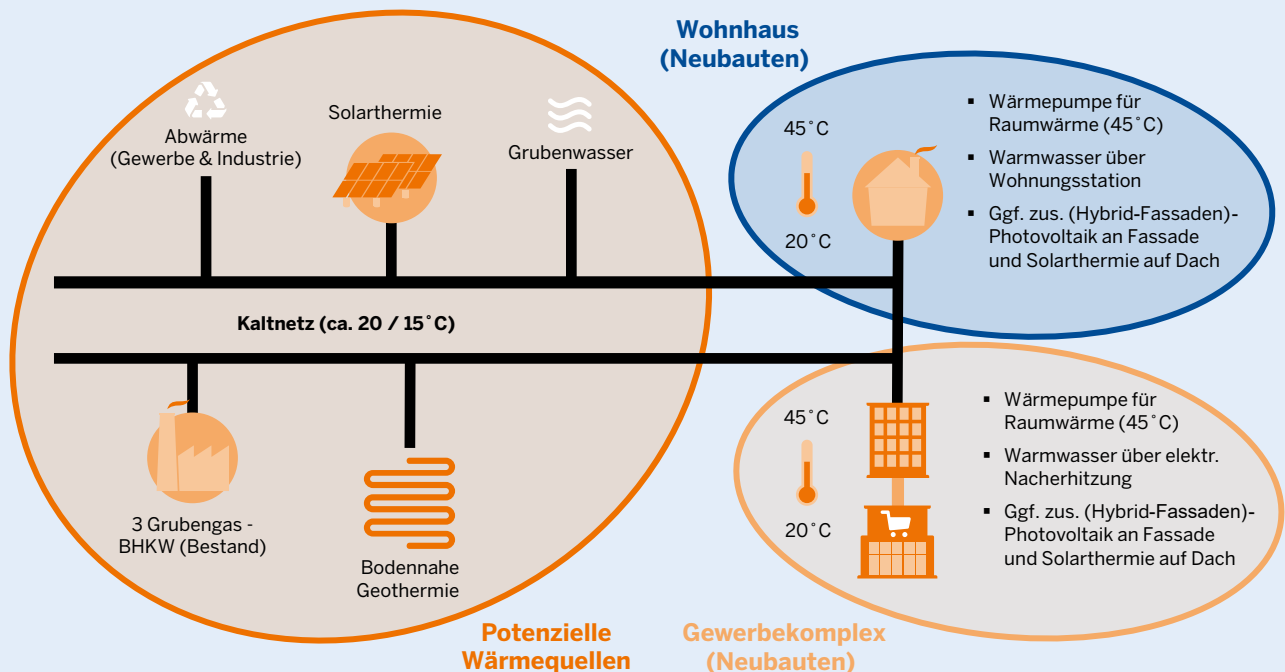 Wohnhaus
(Neubauten)
Abwärme
(Gewerbe & Industrie)
Solarthermie
Grubenwasser
Kaltnetz (ca. 20 / 15˚C)
3 Grubengas -
BHKW (Bestand)
Bodennahe
Geothermie
Potenzielle
Wärmequellen
45˚C
20˚C
▪ Wärmepumpe für
Raumwärme (45˚C)
▪ Warmwasser über
Wohnungsstation
▪ Ggf. zus. (Hybrid-Fassaden)-
Photovoltaik an Fassade
und Solarthermie auf Dach
45˚C
20˚C
▪ Wärmepumpe für
Raumwärme (45˚C)
▪ Warmwasser über elektr.
Nacherhitzung
▪ Ggf. zus. (Hybrid-Fassaden)-
Photovoltaik an Fassade
und Solarthermie auf Dach
Gewerbekomplex
(Neubauten)